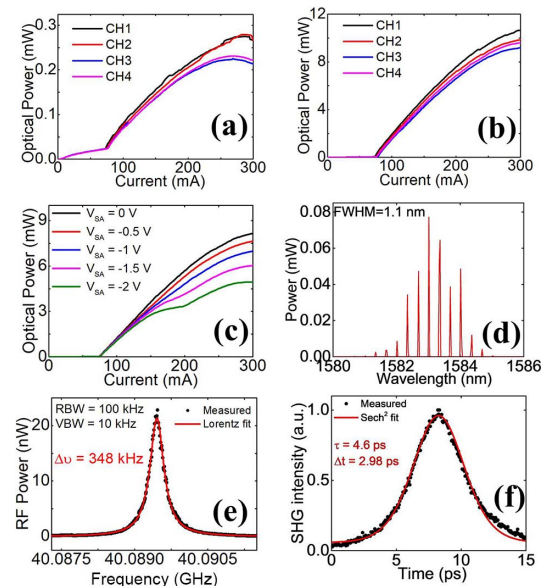 0.3
0.2
0.1
0.0
Optical Power (mW)
CH1
CH2
CH3
CH4
(a)
0 100 200 300
Current (mA)
12
8
4
0
Optical Power (mW)
CH1
CH2
CH3
CH4
(b)
0 100 200 300
Current (mA)
9
6
3
0
Optical Power (mW)
V_SA = 0 V
V_SA = -0.5 V
V_SA = -1 V
V_SA = -1.5 V
V_SA = -2 V
(c)
0 100 200 300
Current (mA)
0.08
0.06
0.04
0.02
0.00
Power (mW)
FWHM=1.1 nm
(d)
1580 1582 1584 1586
Wavelength (nm)
20
10
0
RF Power (nW)
RBW = 100 kHz
VBW = 10 kHz
Measured
Lorentz fit
Δυ = 348 kHz
(e)
40.0875 40.0890 40.0905
Frequency (GHz)
1.0
0.5
0.0
SHG intensity (a.u.)
Measured
Sech² fit
τ = 4.6 ps
Δt = 2.98 ps
(f)
0 5 10 15
Time (ps)